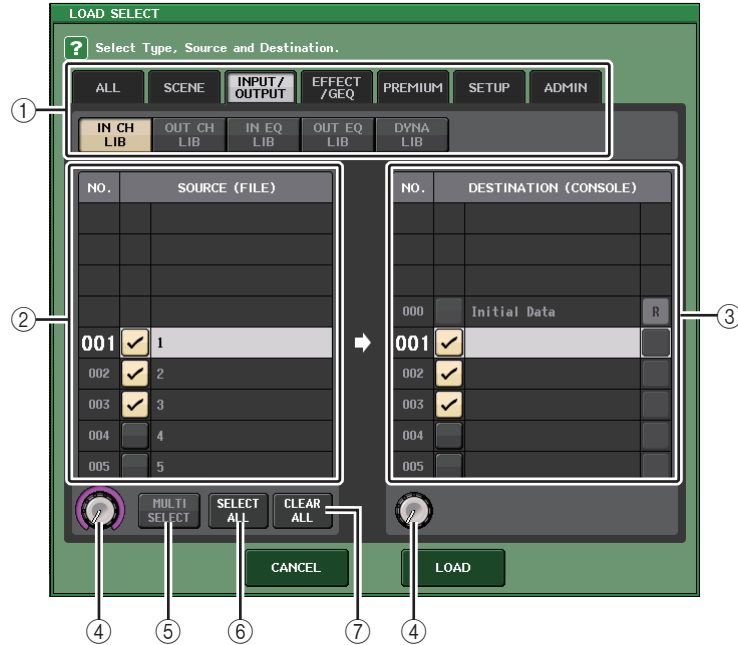 LOAD SELECT
? Select Type, Source and Destination.
ALL SCENE INPUT/ OUTPUT EFFECT /GEQ PREMIUM SETUP ADMIN
①
IN CH LIB OUT CH LIB IN EQ LIB OUT EQ LIB DYNA LIB
NO. SOURCE (FILE) NO. DESTINATION (CONSOLE)
② 000 Initial Data R ③
001 1 001
002 2 002
003 3 003
004 4 004
005 5 005
MULTI SELECT SELECT ALL CLEAR ALL
CANCEL LOAD
④ ⑤ ⑥ ⑦ ④